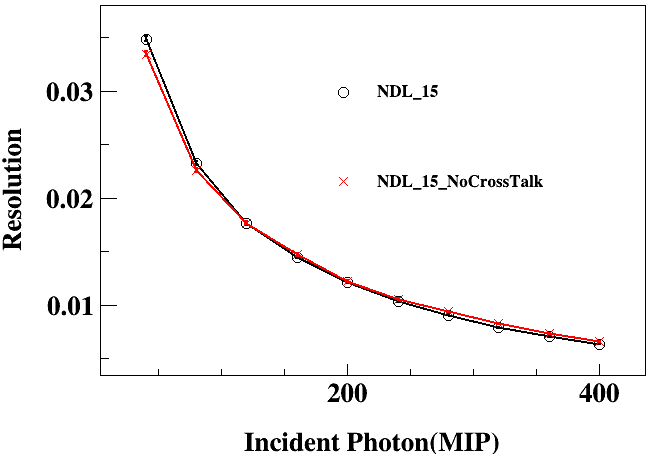 0.03
0.02
0.01
Resolution
NDL_15
NDL_15_NoCrossTalk
200
400
Incident Photon(MIP)